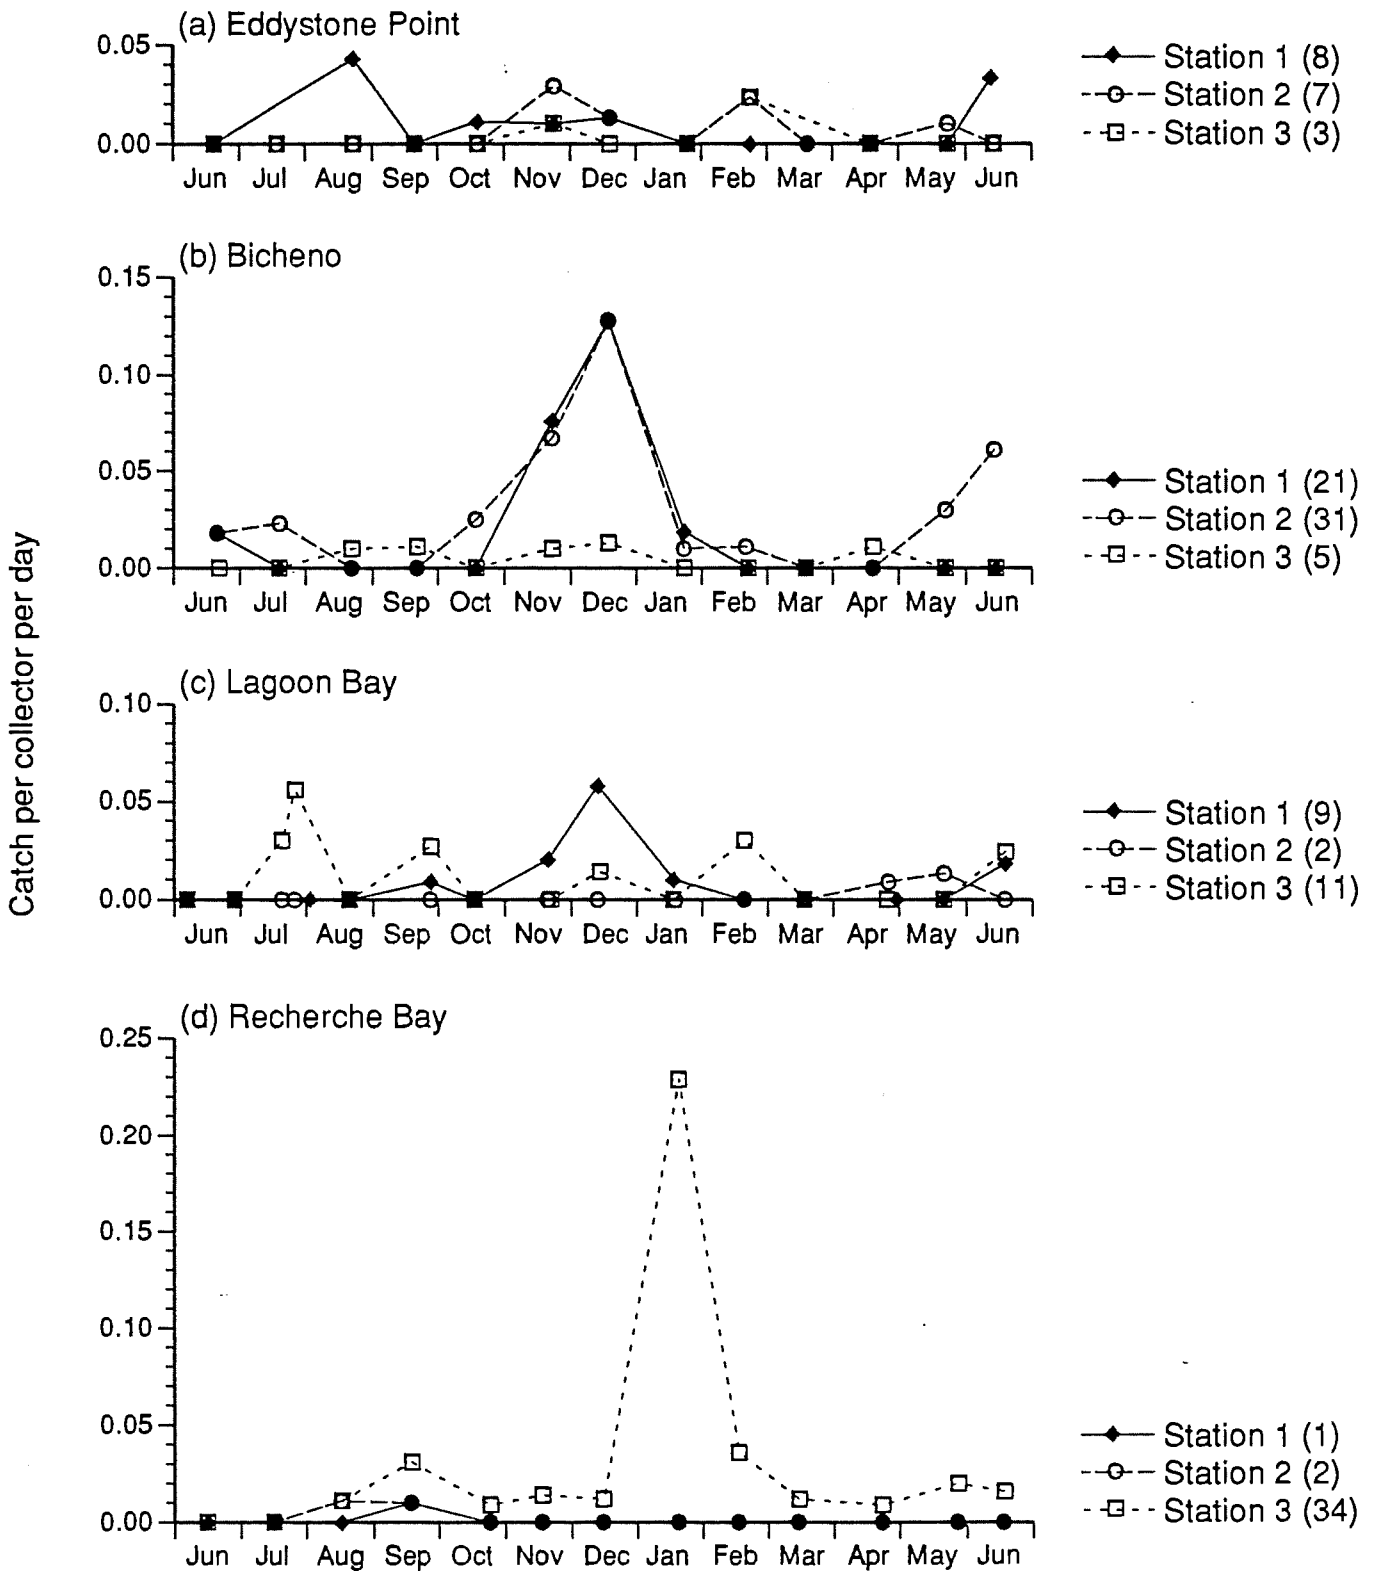 Catch per collector per day
(a) Eddystone Point
0.05
0.00
Jun Jul Aug Sep Oct Nov Dec Jan Feb Mar Apr May Jun
Station 1 (8)
Station 2 (7)
Station 3 (3)
(b) Bicheno
0.15
0.10
0.05
0.00
Jun Jul Aug Sep Oct Nov Dec Jan Feb Mar Apr May Jun
Station 1 (21)
Station 2 (31)
Station 3 (5)
(c) Lagoon Bay
0.10
0.05
0.00
Jun Jul Aug Sep Oct Nov Dec Jan Feb Mar Apr May Jun
Station 1 (9)
Station 2 (2)
Station 3 (11)
(d) Recherche Bay
0.25
0.20
0.15
0.10
0.05
0.00
Jun Jul Aug Sep Oct Nov Dec Jan Feb Mar Apr May Jun
Station 1 (1)
Station 2 (2)
Station 3 (34)